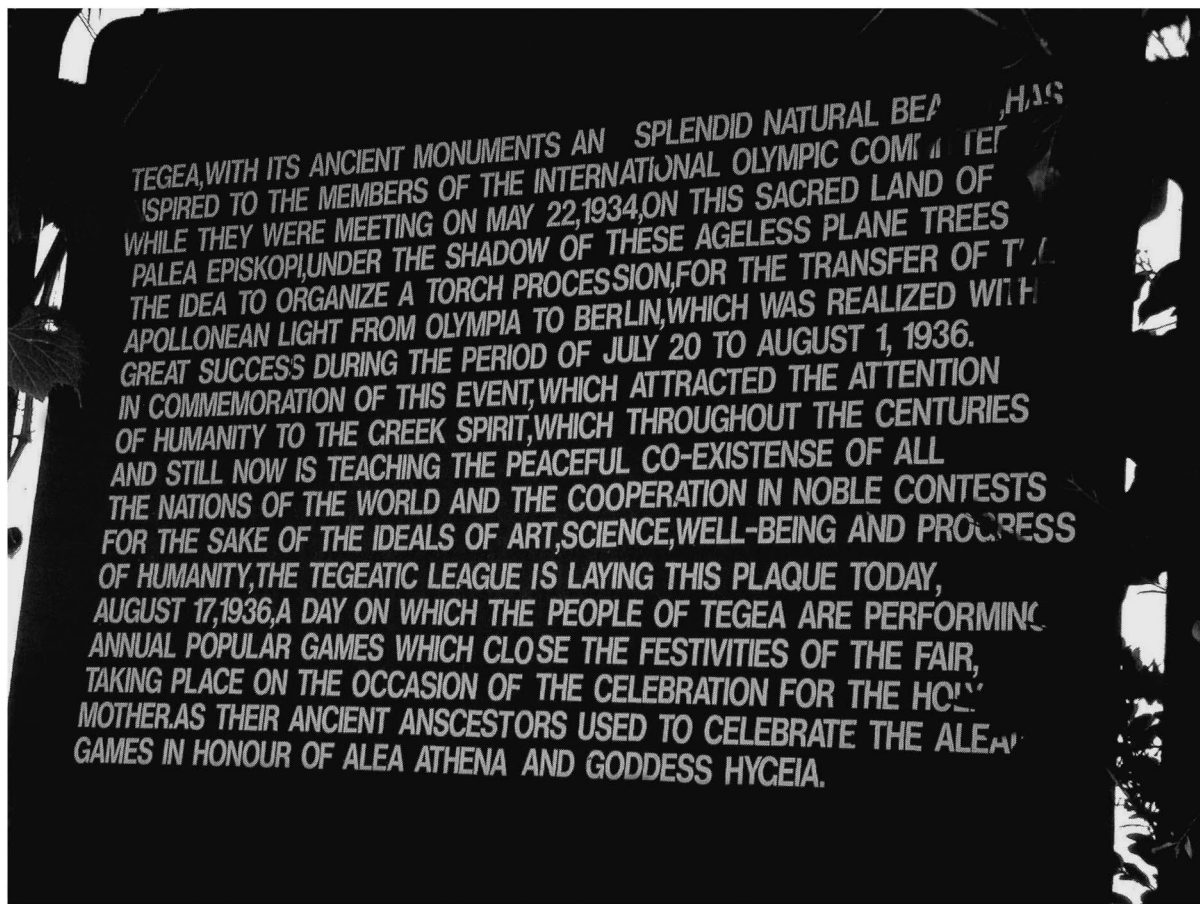 TEGEA,WITH ITS ANCIENT MONUMENTS AN SPLENDID NATURAL ,HAS
TO THE MEMBERS OF THE INTERNATIONAL OLYMPIC COMMITTEE
WHILE THEY WERE MEETING ON MAY 22,1934,ON THIS SACRED LAND OF
PALEA EPISKOPI,UNDER THE SHADOW OF THESE AGELESS PLANE TREES
THE IDEA TO ORGANIZE A TORCH PROCESSION,FOR THE TRANSFER OF
APOLLONEAN LIGHT FROM OLYMPIA TO BERLIN,WHICH WAS REALIZED WITH
GREAT SUCCESS DURING THE PERIOD OF JULY 20 TO AUGUST 1, 1936.
IN COMMEMORATION OF THIS EVENT,WHICH ATTRACTED THE ATTENTION
OF HUMANITY TO THE GREEK SPIRIT,WHICH THROUGHOUT THE CENTURIES
AND STILL NOW IS TEACHING THE PEACEFUL CO-EXISTENSE OF ALL
THE NATIONS OF THE WORLD AND THE COOPERATION IN NOBLE CONTESTS
FOR THE SAKE OF THE IDEALS OF ART,SCIENCE,WELL-BEING AND PROGRESS
OF HUMANITY,THE TEGEATIC LEAGUE IS LAYING THIS PLAQUE TODAY,
AUGUST 17,1936,A DAY ON WHICH THE PEOPLE OF TEGEA ARE PERFORMING
ANNUAL POPULAR GAMES WHICH CLOSE THE FESTIVITIES OF THE FAIR,
TAKING PLACE ON THE OCCASION OF THE CELEBRATION FOR THE HOLY
MOTHER.AS THEIR ANCIENT ANSCESTORS USED TO CELEBRATE THE
GAMES IN HONOUR OF ALEA ATHENA AND GODDESS HYGEIA.